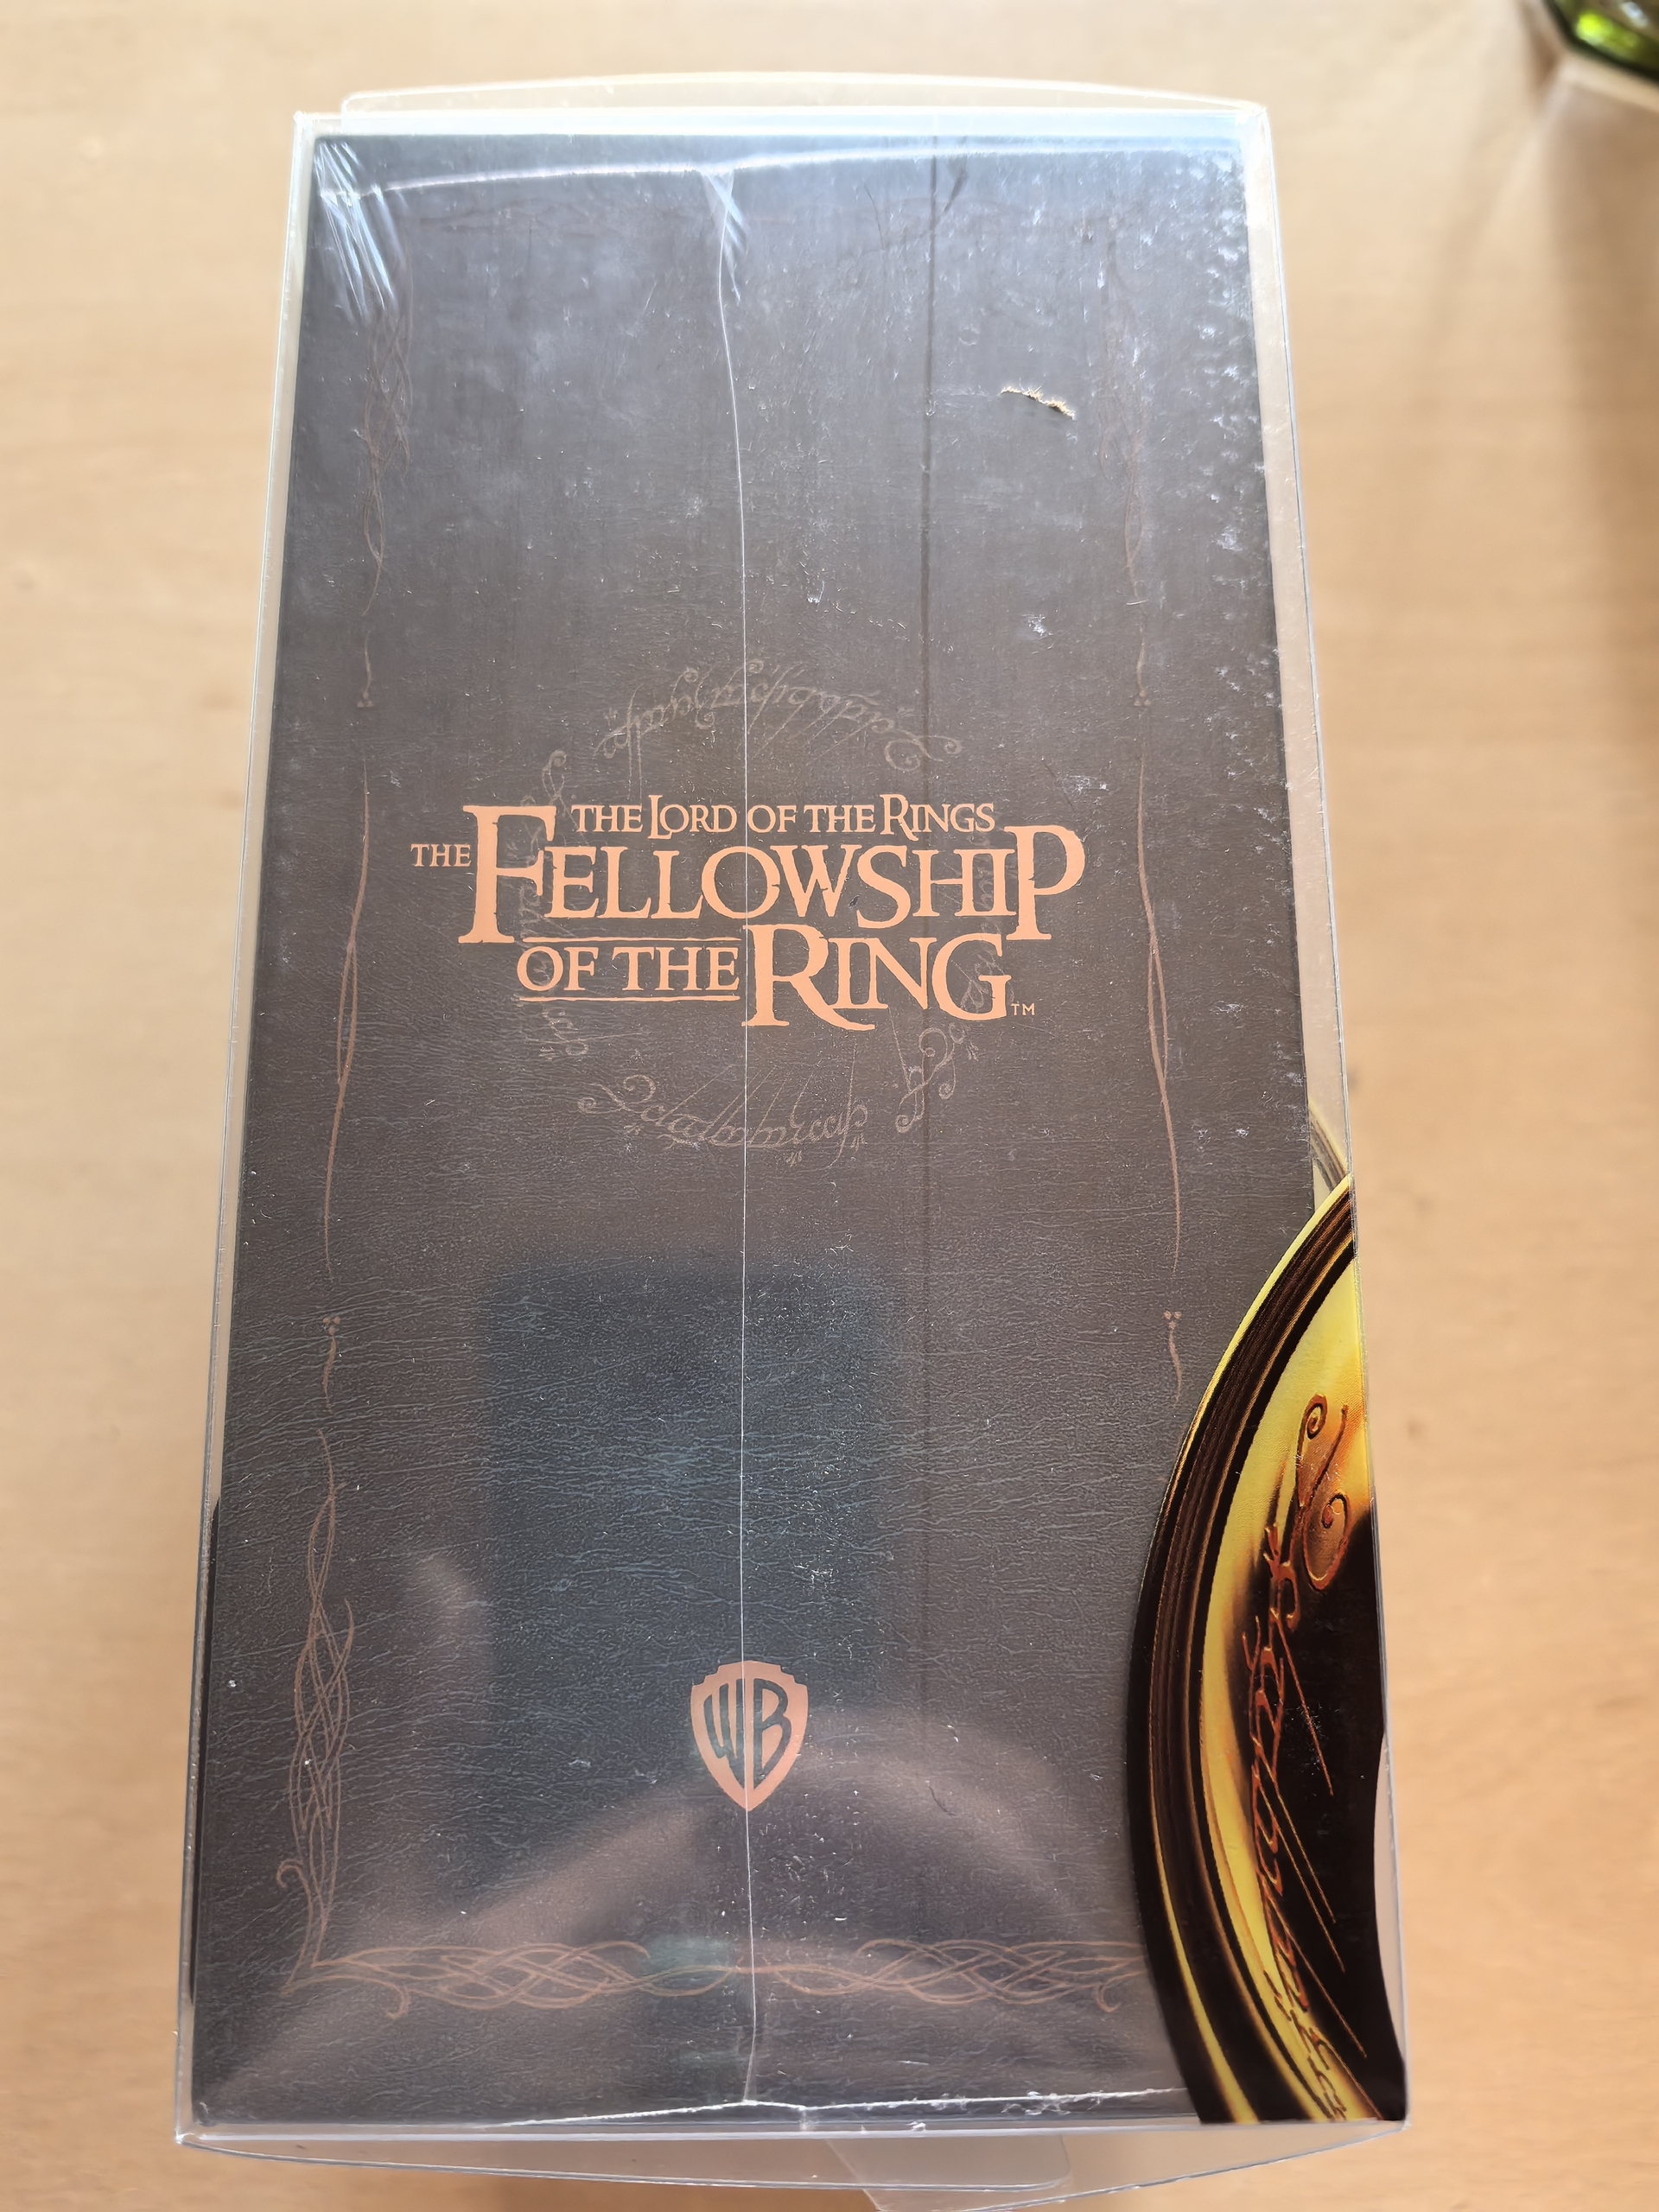 THE LORD OF THE RINGS
THE FELLOWSHIP
OF THE RING™
WB